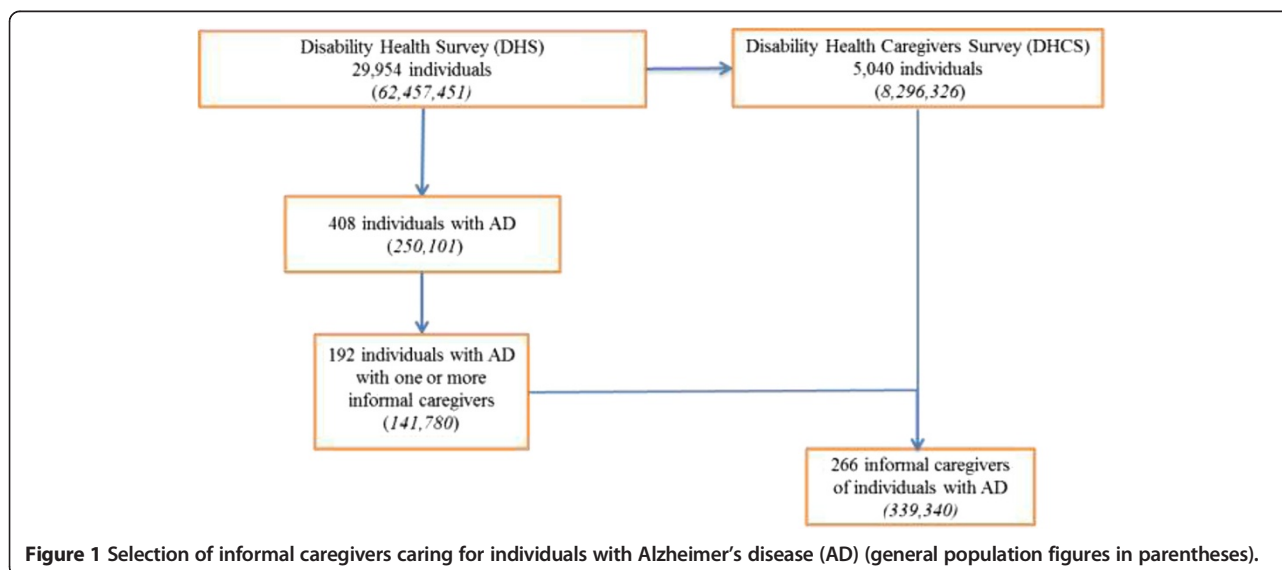 Disability Health Survey (DHS)
29,954 individuals
(62,457,451)
Disability Health Caregivers Survey (DHCS)
5,040 individuals
(8,296,326)
408 individuals with AD
(250,101)
192 individuals with AD
with one or more
informal caregivers
(141,780)
266 informal caregivers
of individuals with AD
(339,340)
Figure 1 Selection of informal caregivers caring for individuals with Alzheimer’s disease (AD) (general population figures in parentheses).